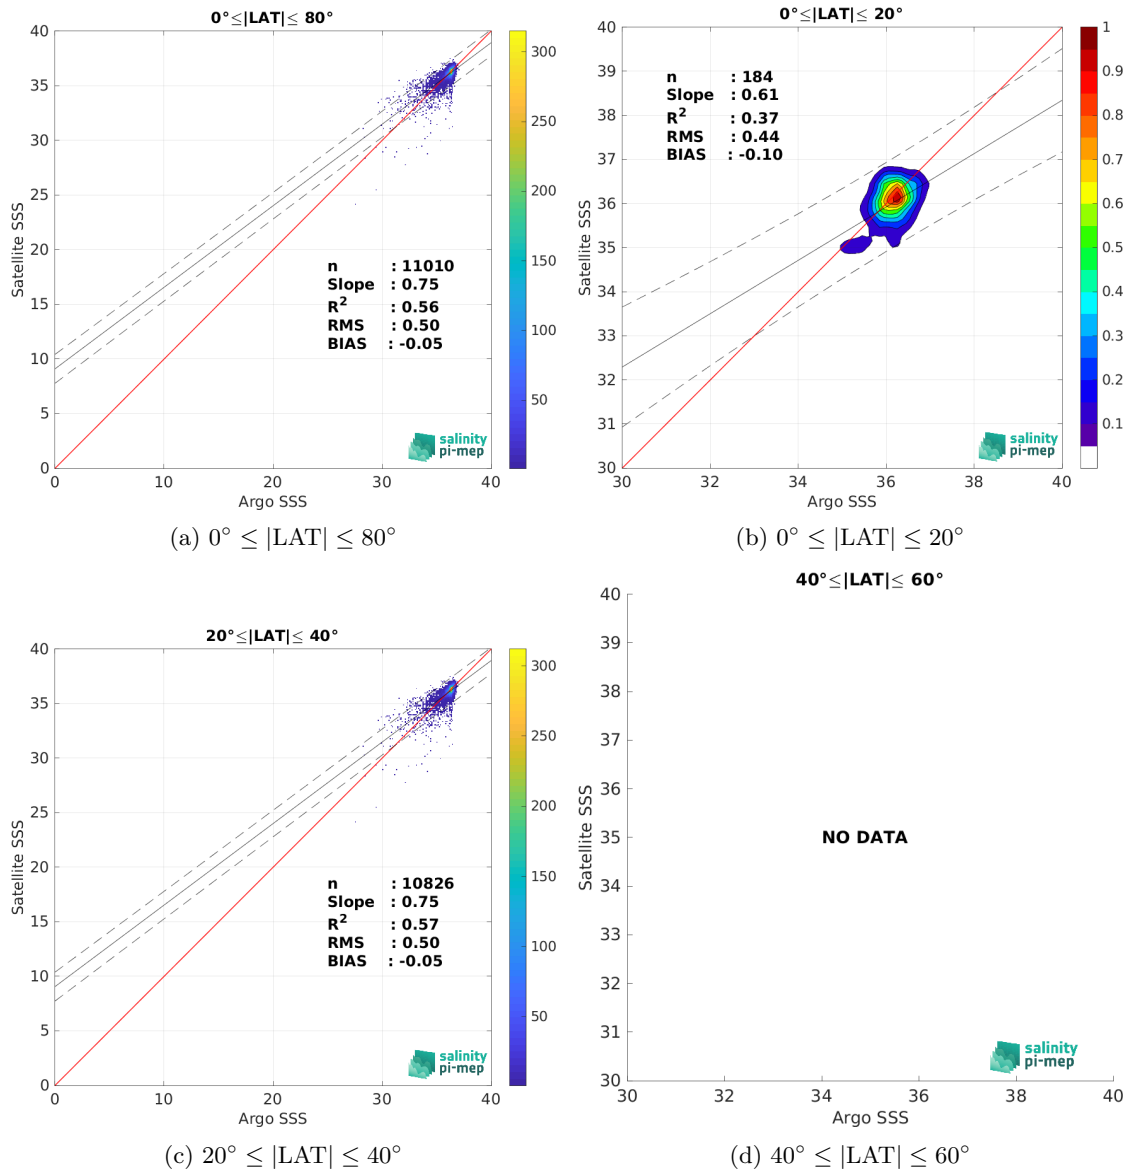 0°≤|LAT|≤ 80°
40
35
30
25
20
15
10
5
0
Satellite SSS
n : 11010
Slope : 0.75
R2 : 0.56
RMS : 0.50
BIAS : -0.05
salinity
pi-mep
0 10 20 30 40
Argo SSS
300
250
200
150
100
50
(a) 0° ≤ |LAT| ≤ 80°
0°≤|LAT|≤ 20°
40
39
38
37
36
35
34
33
32
31
30
Satellite SSS
n : 184
Slope : 0.61
R2 : 0.37
RMS : 0.44
BIAS : -0.10
salinity
pi-mep
30 32 34 36 38 40
Argo SSS
1
0.9
0.8
0.7
0.6
0.5
0.4
0.3
0.2
0.1
(b) 0° ≤ |LAT| ≤ 20°
20°≤|LAT|≤ 40°
40
35
30
25
20
15
10
5
0
Satellite SSS
n : 10826
Slope : 0.75
R2 : 0.57
RMS : 0.50
BIAS : -0.05
salinity
pi-mep
0 10 20 30 40
Argo SSS
300
250
200
150
100
50
(c) 20° ≤ |LAT| ≤ 40°
40°≤|LAT|≤ 60°
40
39
38
37
36
35
34
33
32
31
30
Satellite SSS
NO DATA
salinity
pi-mep
30 32 34 36 38 40
Argo SSS
(d) 40° ≤ |LAT| ≤ 60°